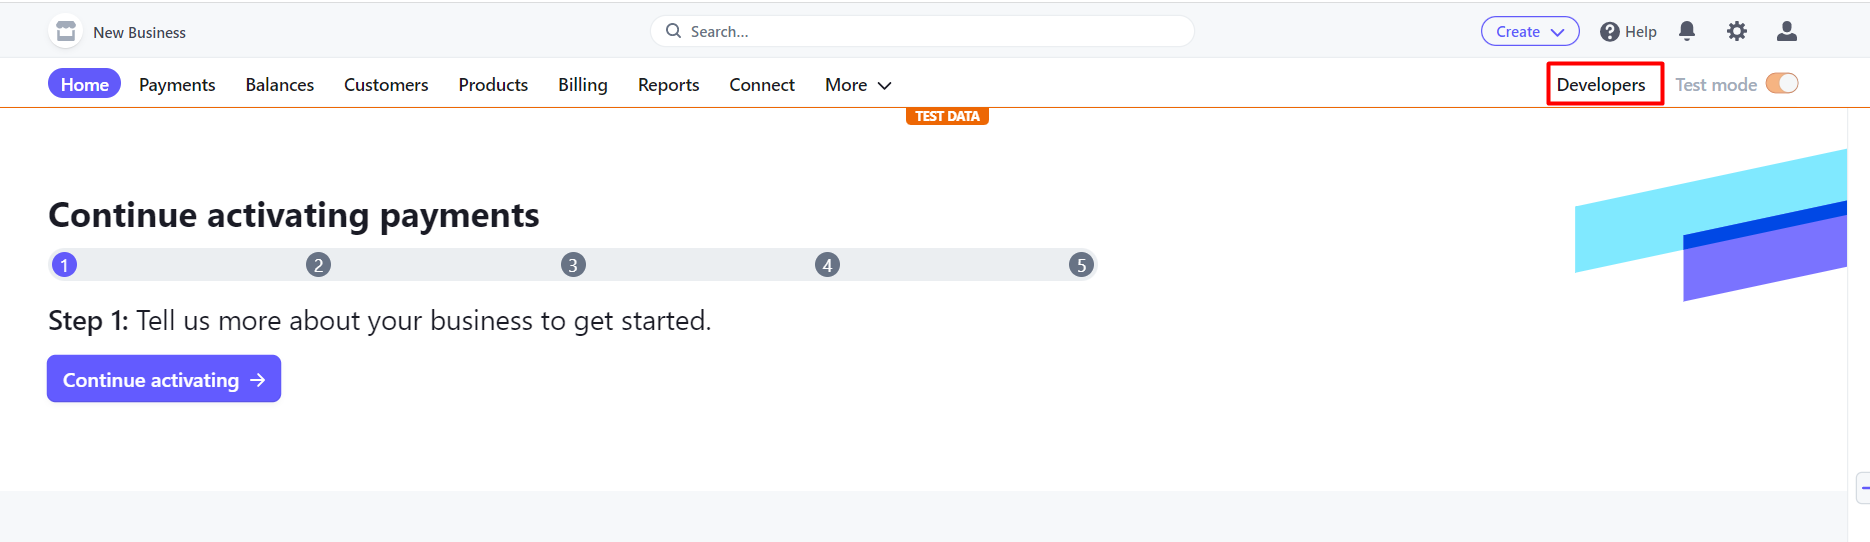 New Business
Search...
Create
Help
Home Payments Balances Customers Products Billing Reports Connect More
Developers
Test mode
TEST DATA
Continue activating payments
1 2 3 4 5
Step 1: Tell us more about your business to get started.
Continue activating →